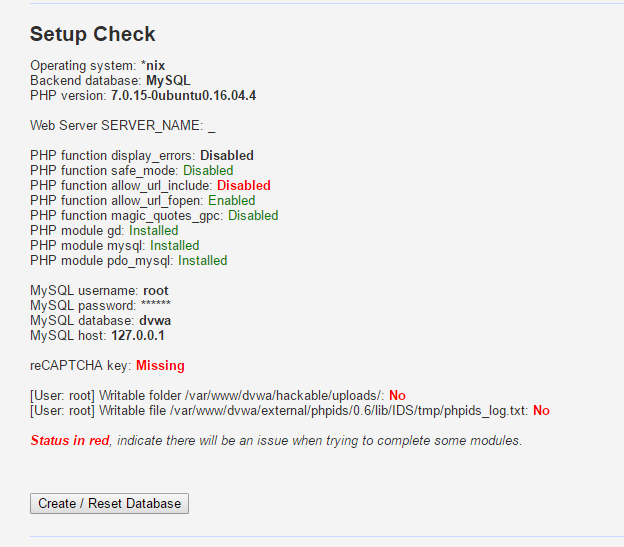 Setup Check
Operating system: *nix
Backend database: MySQL
PHP version: 7.0.15-0ubuntu0.16.04.4
Web Server SERVER_NAME: _
PHP function display_errors: Disabled
PHP function safe_mode: Disabled
PHP function allow_url_include: Disabled
PHP function allow_url_fopen: Enabled
PHP function magic_quotes_gpc: Disabled
PHP module gd: Installed
PHP module mysql: Installed
PHP module pdo_mysql: Installed
MySQL username: root
MySQL password: ******
MySQL database: dvwa
MySQL host: 127.0.0.1
reCAPTCHA key: Missing
[User: root] Writable folder /var/www/dvwa/hackable/uploads/: No
[User: root] Writable file /var/www/dvwa/external/phpids/0.6/lib/IDS/tmp/phpids_log.txt: No
Status in red, indicate there will be an issue when trying to complete some modules.
Create / Reset Database